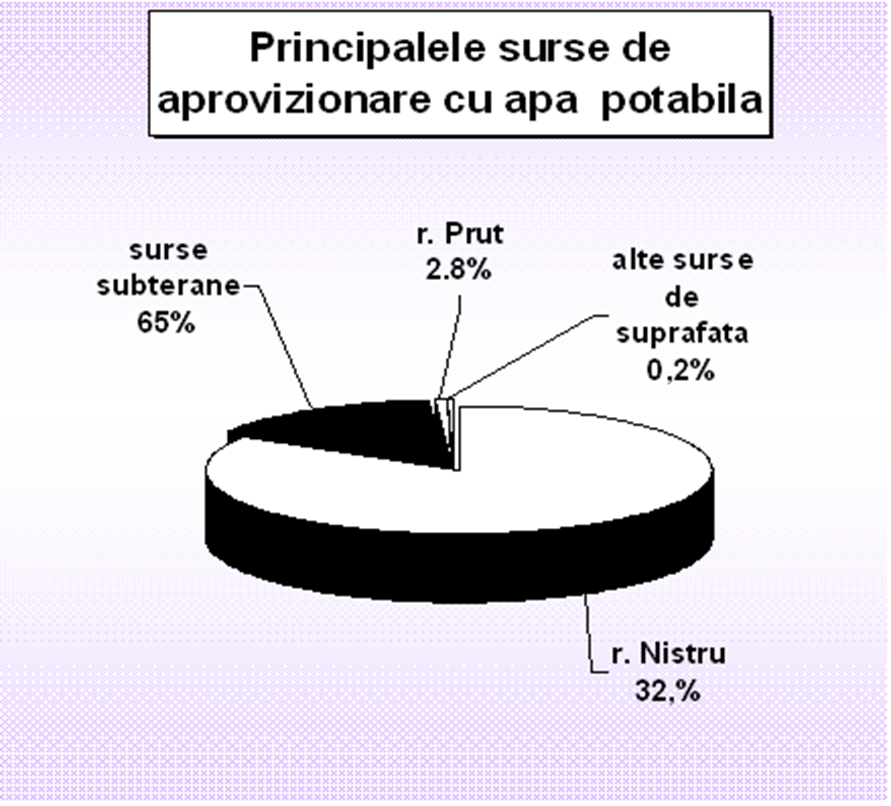 Principalele surse de
aprovizionare cu apa potabila
surse
subterane
65%
r. Prut
2.8%
alte surse
de
suprafata
0,2%
r. Nistru
32,%